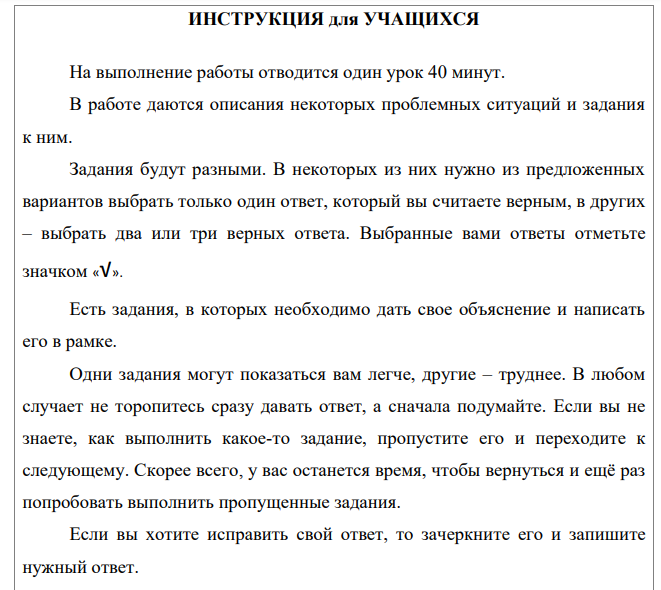 ИНСТРУКЦИЯ для УЧАЩИХСЯ
На выполнение работы отводится один урок 40 минут.
В работе даются описания некоторых проблемных ситуаций и задания
к ним.
Задания будут разными. В некоторых из них нужно из предложенных
вариантов выбрать только один ответ, который вы считаете верным, в других
– выбрать два или три верных ответа. Выбранные вами ответы отметьте
значком «√».
Есть задания, в которых необходимо дать свое объяснение и написать
его в рамке.
Одни задания могут показаться вам легче, другие – труднее. В любом
случает не торопитесь сразу давать ответ, а сначала подумайте. Если вы не
знаете, как выполнить какое-то задание, пропустите его и переходите к
следующему. Скорее всего, у вас останется время, чтобы вернуться и ещё раз
попробовать выполнить пропущенные задания.
Если вы хотите исправить свой ответ, то зачеркните его и запишите
нужный ответ.